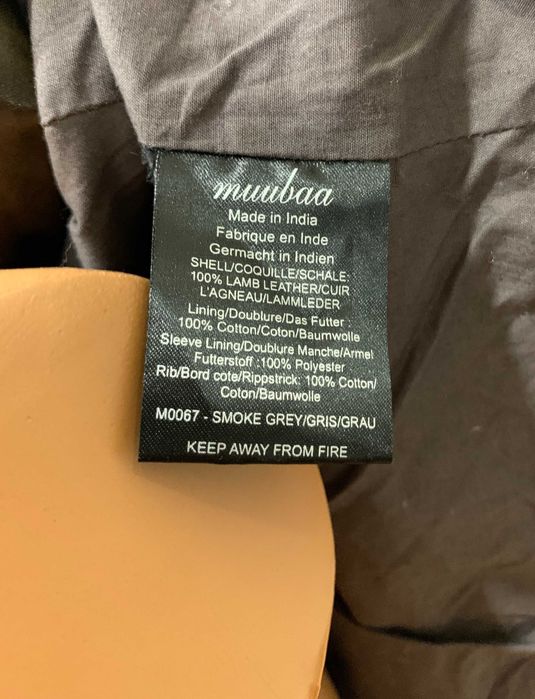 muubaa
Made in India
Fabrique en Inde
Germacht in Indien
SHELL/COQUILLE/SCHALE:
100% LAMB LEATHER/CUIR
L'AGNEAU/LAMMLEDER
Lining/Doublure/Das Futter :
100% Cotton/Coton/Baumwolle
Sleeve Lining/Doublure Manche/Armel
Futterstoff :100% Polyester
Rib/Bord cote/Rippstrick: 100% Cotton/
Coton/Baumwolle
M0067 - SMOKE GREY/GRIS/GRAU
KEEP AWAY FROM FIRE